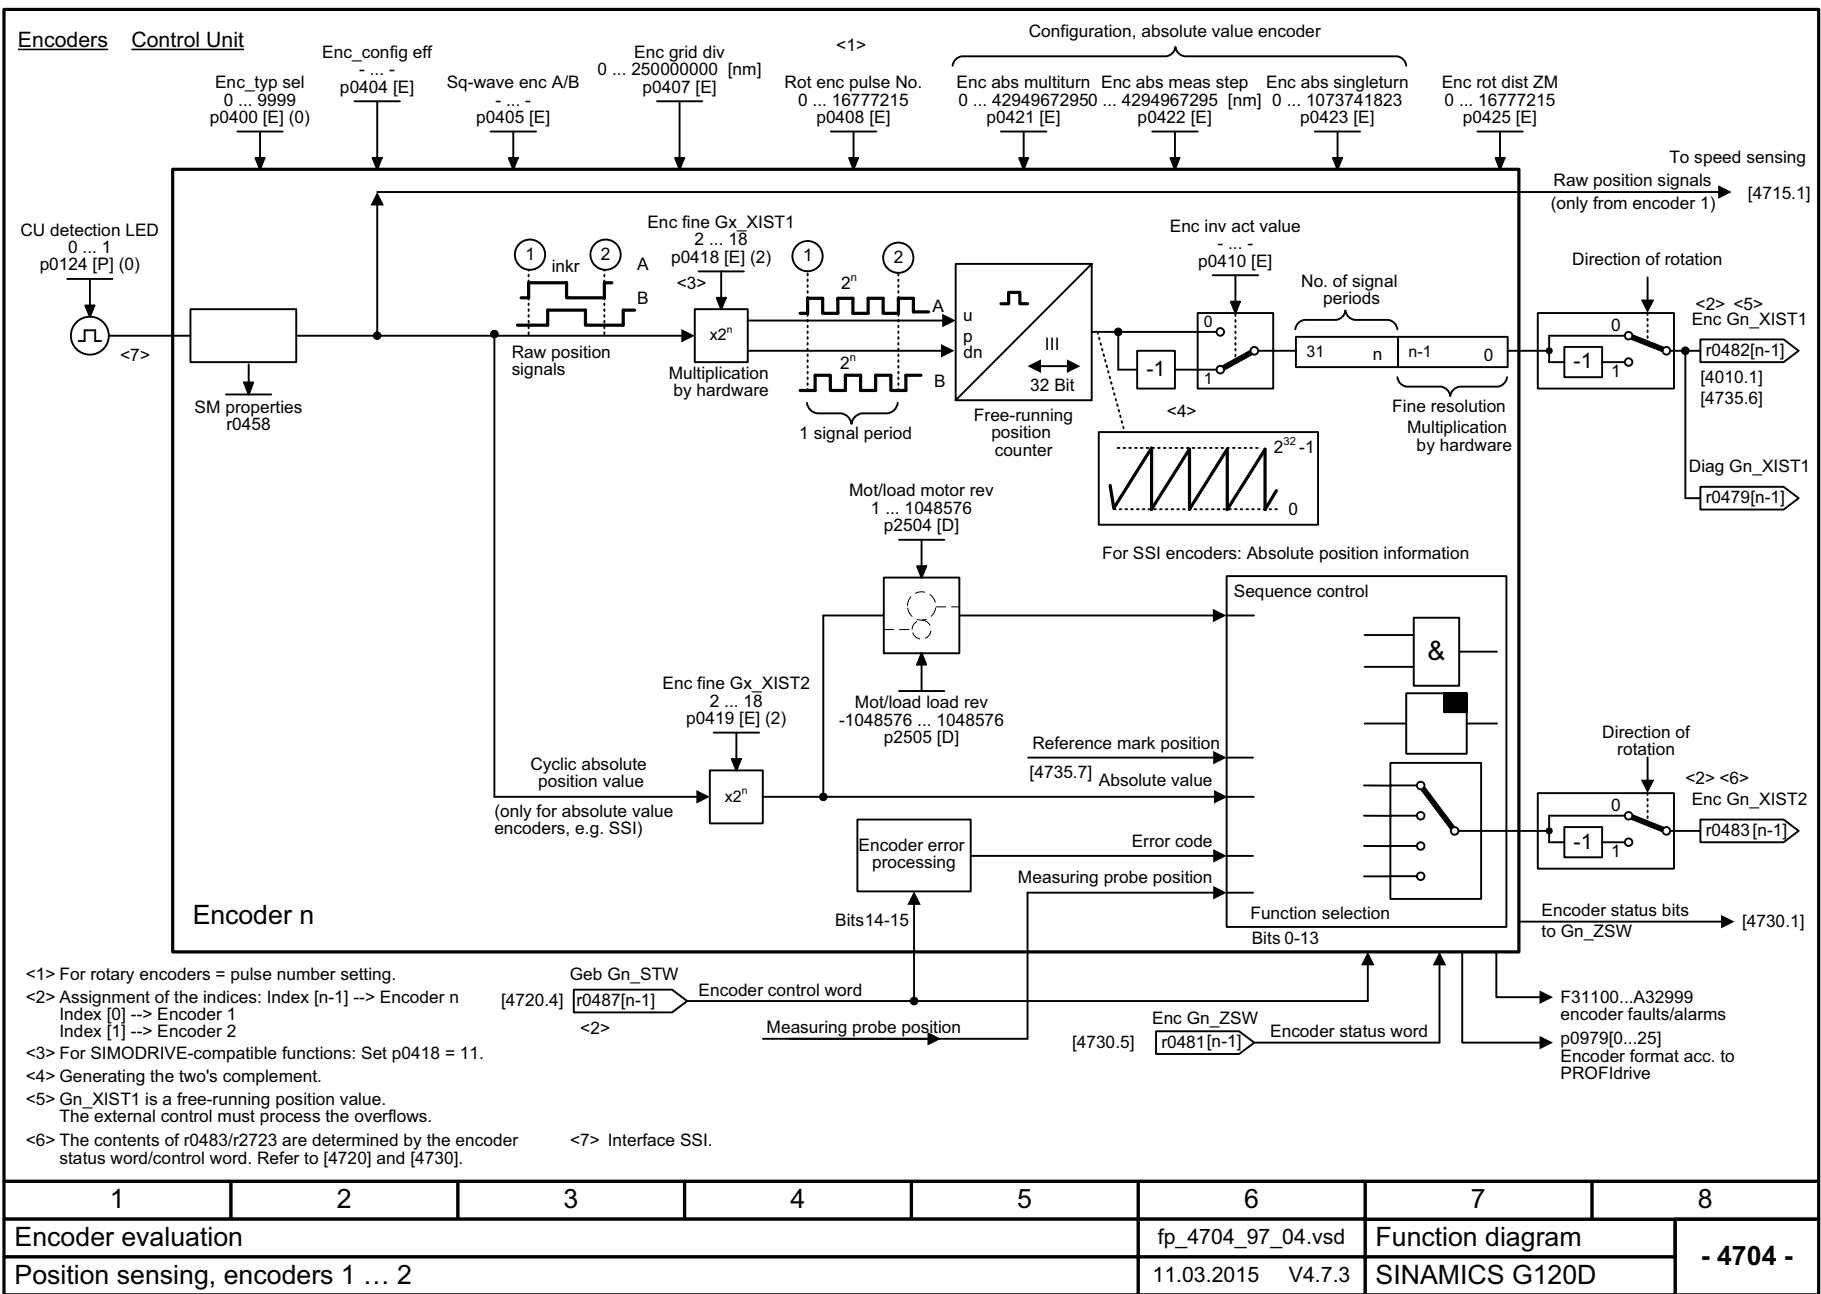 Encoders Control Unit
Enc_typ sel
0 ... 9999
p0400 [E] (0)
Enc_config eff
- ... -
p0404 [E]
Sq-wave enc A/B
- ... -
p0405 [E]
Enc grid div
0 ... 250000000 [nm]
p0407 [E]
<1>
Rot enc pulse No.
0 ... 16777215
p0408 [E]
Configuration, absolute value encoder
Enc abs multiturn
0 ... 4294967295
p0421 [E]
Enc abs meas step
0 ... 4294967295 [nm]
p0422 [E]
Enc abs singleturn
0 ... 1073741823
p0423 [E]
Enc rot dist ZM
0 ... 16777215
p0425 [E]
To speed sensing
Raw position signals
(only from encoder 1)
[4715.1]
CU detection LED
0 ... 1
p0124 [P] (0)
<7>
SM properties
r0458
1
inkr
2
A
B
Raw position
signals
Enc fine Gx_XIST1
2 ... 18
p0418 [E] (2)
<3>
x2ⁿ
Multiplication
by hardware
1
2
2ⁿ
A
2ⁿ
B
1 signal period
u
p
dn
III
32 Bit
Free-running
position
counter
Enc inv act value
- ... -
p0410 [E]
0
-1
1
<4>
2³²-1
0
No. of signal
periods
31 n
n-1 0
Fine resolution
Multiplication
by hardware
Direction of rotation
0
-1
1
<2> <5>
Enc Gn_XIST1
r0482[n-1]
[4010.1]
[4735.6]
Diag Gn_XIST1
r0479[n-1]
Mot/load motor rev
1 ... 1048576
p2504 [D]
Mot/load load rev
-1048576 ... 1048576
p2505 [D]
For SSI encoders: Absolute position information
Sequence control
&
Enc fine Gx_XIST2
2 ... 18
p0419 [E] (2)
Cyclic absolute
position value
(only for absolute value
encoders, e.g. SSI)
x2ⁿ
Reference mark position
[4735.7]
Absolute value
Encoder error
processing
Error code
Measuring probe position
Bits14-15
Function selection
Bits 0-13
Direction of
rotation
0
-1
1
<2> <6>
Enc Gn_XIST2
r0483[n-1]
Encoder n
Encoder status bits
to Gn_ZSW
[4730.1]
<1> For rotary encoders = pulse number setting.
<2> Assignment of the indices: Index [n-1] --> Encoder n
Index [0] --> Encoder 1
Index [1] --> Encoder 2
<3> For SIMODRIVE-compatible functions: Set p0418 = 11.
<4> Generating the two's complement.
<5> Gn_XIST1 is a free-running position value.
The external control must process the overflows.
<6> The contents of r0483/r2723 are determined by the encoder
status word/control word. Refer to [4720] and [4730].
<7> Interface SSI.
Geb Gn_STW
[4720.4]
r0487[n-1]
<2>
Encoder control word
Measuring probe position
Enc Gn_ZSW
[4730.5]
r0481[n-1]
Encoder status word
F31100...A32999
encoder faults/alarms
p0979[0...25]
Encoder format acc. to
PROFIdrive
1 2 3 4 5 6 7 8
Encoder evaluation
fp_4704_97_04.vsd
Function diagram
- 4704 -
Position sensing, encoders 1 … 2
11.03.2015 V4.7.3
SINAMICS G120D